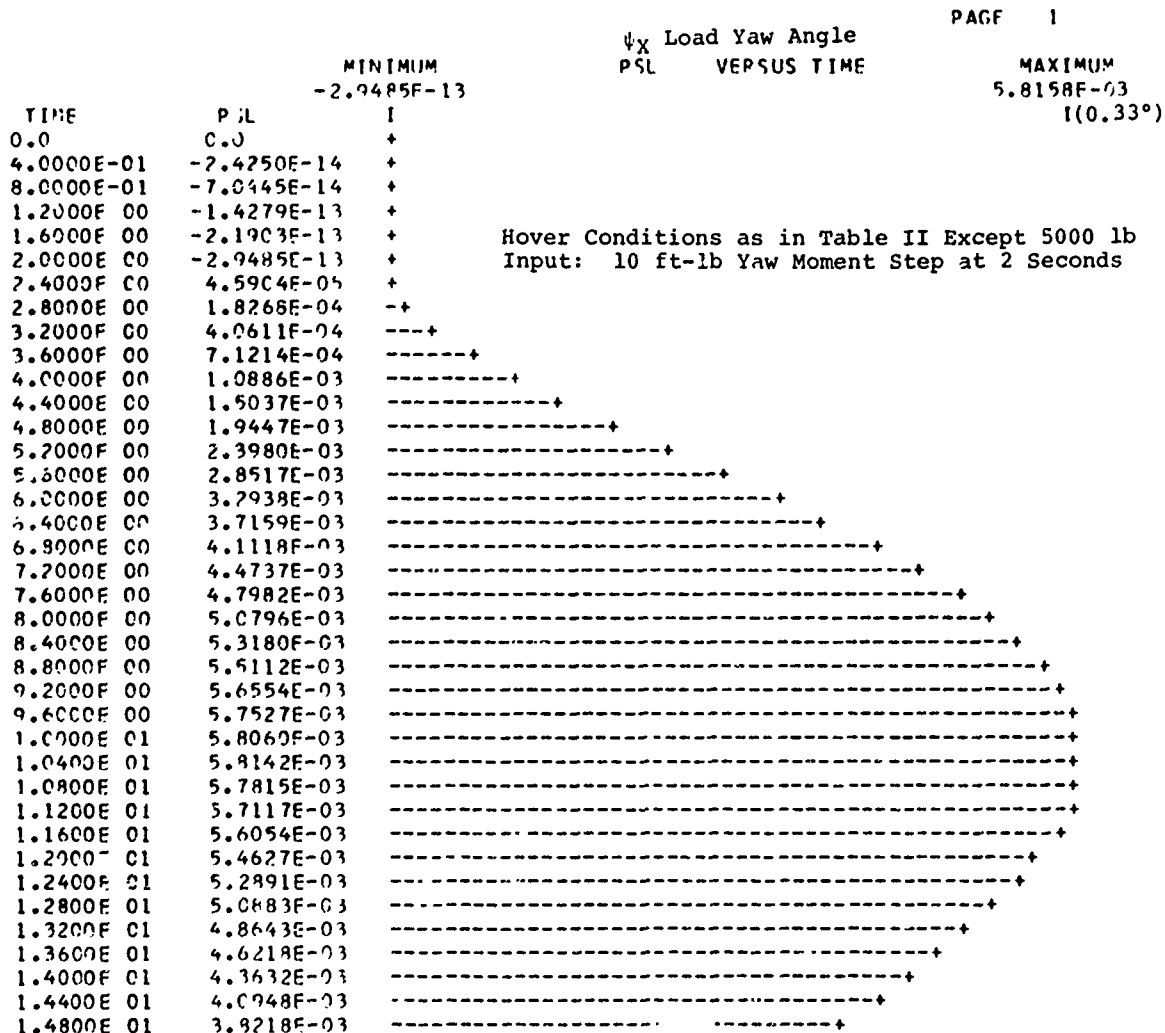 PAGE 1
ψX Load Yaw Angle
MINIMUM PSL VERSUS TIME MAXIMUM
-2.9485E-13 5.8158E-03
TIME PSL I I(0.33°)
0.0 0.0 +
4.0000E-01 -2.4250E-14 +
8.0000E-01 -7.0445E-14 +
1.2000E 00 -1.4279E-13 +
1.6000E 00 -2.1903E-13 +
Hover Conditions as in Table II Except 5000 lb
2.0000E 00 -2.9485E-13 +
Input: 10 ft-lb Yaw Moment Step at 2 Seconds
2.4000E 00 4.5904E-05 +
2.8000E 00 1.8268E-04 -+
3.2000E 00 4.0611E-04 ---+
3.6000E 00 7.1214E-04 ------+
4.0000E 00 1.0886E-03 ---------+
4.4000E 00 1.5037E-03 ------------+
4.8000E 00 1.9447E-03 ----------------+
5.2000E 00 2.3980E-03 --------------------+
5.6000E 00 2.8517E-03 ------------------------+
6.0000E 00 3.2938E-03 ----------------------------+
6.4000E 00 3.7159E-03 -------------------------------+
6.8000E 00 4.1118E-03 -----------------------------------+
7.2000E 00 4.4737E-03 --------------------------------------+
7.6000E 00 4.7982E-03 -----------------------------------------+
8.0000E 00 5.0796E-03 -------------------------------------------+
8.4000E 00 5.3180E-03 ---------------------------------------------+
8.8000E 00 5.5112E-03 -----------------------------------------------+
9.2000E 00 5.6554E-03 ------------------------------------------------+
9.6000E 00 5.7527E-03 -------------------------------------------------+
1.0000E 01 5.8060E-03 -------------------------------------------------+
1.0400E 01 5.8142E-03 -------------------------------------------------+
1.0800E 01 5.7815E-03 -------------------------------------------------+
1.1200E 01 5.7117E-03 -------------------------------------------------+
1.1600E 01 5.6054E-03 ------------------------------------------------+
1.2000E 01 5.4627E-03 ----------------------------------------------+
1.2400E 01 5.2891E-03 ---------------------------------------------+
1.2800E 01 5.0883E-03 -------------------------------------------+
1.3200E 01 4.8643E-03 -----------------------------------------+
1.3600E 01 4.6218E-03 ---------------------------------------+
1.4000E 01 4.3632E-03 -------------------------------------+
1.4400E 01 4.0948E-03 -----------------------------------+
1.4800E 01 3.8218E-03 --------------------------------+